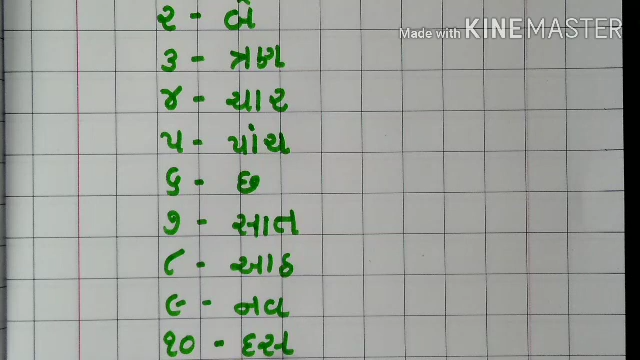 ૨ - બે
Made with KINEMASTER
૩ - ત્રણ
૪ - ચાર
૫ - પાંચ
૬ - છ
૭ - સાત
૮ - આઠ
૯ - નવ
૧૦ - દસ